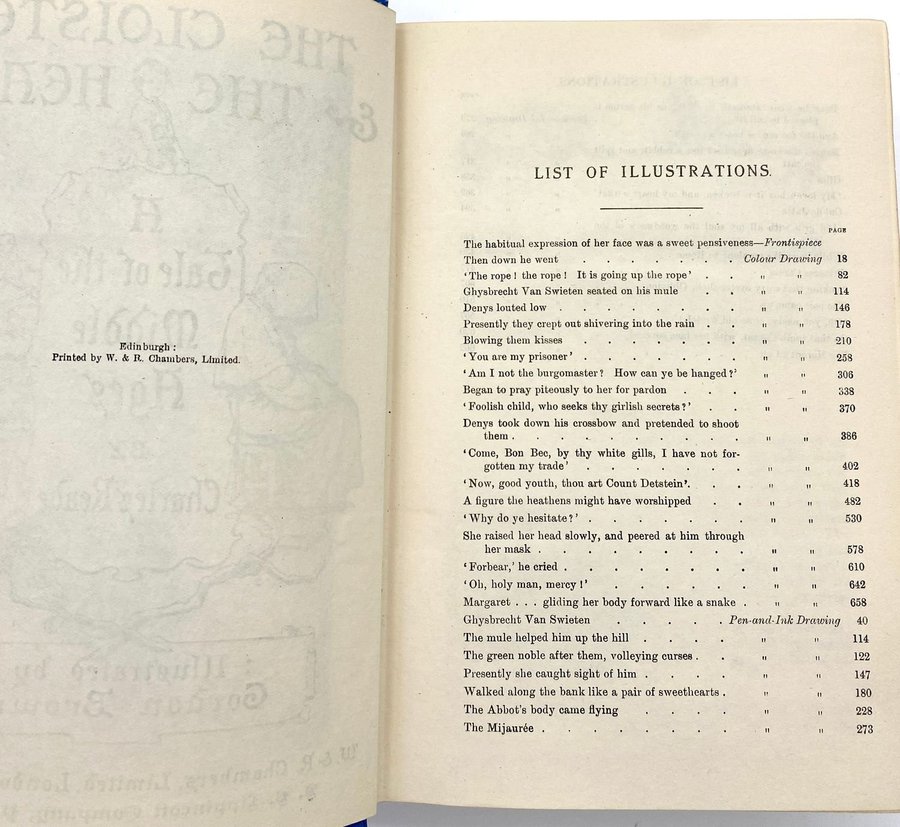 Edinburgh:
Printed by W. & R. Chambers, Limited.
LIST OF ILLUSTRATIONS.
PAGE
The habitual expression of her face was a sweet pensiveness—Frontispiece
Then down he went . . . . . . Colour Drawing 18
'The rope! the rope! It is going up the rope' . . " " 82
Ghysbrecht Van Swieten seated on his mule . . " " 114
Denys louted low . . . . . . . " " 146
Presently they crept out shivering into the rain . . " " 178
Blowing them kisses . . . . . . " " 210
'You are my prisoner' . . . . . . " " 258
'Am I not the burgomaster? How can ye be hanged?' " " 306
Began to pray piteously to her for pardon . . . " " 338
'Foolish child, who seeks thy girlish secrets?' . . " " 370
Denys took down his crossbow and pretended to shoot
them . . . . . . . . . " " 386
'Come, Bon Bec, by thy white gills, I have not for-
gotten my trade' . . . . . . " " 402
'Now, good youth, thou art Count Detstein'. . . " " 418
A figure the heathens might have worshipped . . " " 482
'Why do ye hesitate?' . . . . . . " " 530
She raised her head slowly, and peered at him through
her mask . . . . . . . . " " 578
'Forbear,' he cried . . . . . . . " " 610
'Oh, holy man, mercy!' . . . . . " " 642
Margaret . . . gliding her body forward like a snake . " " 658
Ghysbrecht Van Swieten . . . . . Pen-and-Ink Drawing 40
The mule helped him up the hill . . . . " " 114
The green noble after them, volleying curses . . " " 122
Presently she caught sight of him . . . . " " 147
Walked along the bank like a pair of sweethearts . " " 180
The Abbot's body came flying . . . . " " 228
The Mijaurée . . . . . . . " " 273